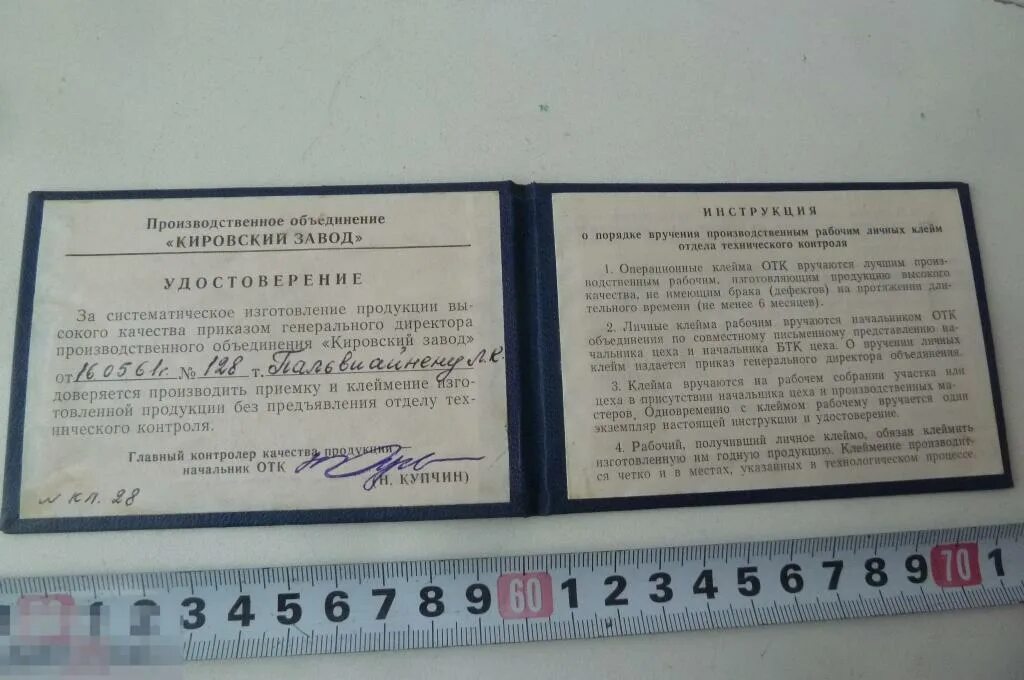 Производственное объединение
«КИРОВСКИЙ ЗАВОД»
УДОСТОВЕРЕНИЕ
За систематическое изготовление продукции вы-
сокого качества приказом генерального директора
производственного объединения «Кировский завод»
от 160561г. № 128 т. Пальвиайнену Л.К.
доверяется производить приемку и клеймение изго-
товленной продукции без предъявления отделу тех-
нического контроля.
Главный контролер качества продукции
начальник ОТК
(Н. КУПЧИН)
N кл. 28
ИНСТРУКЦИЯ
о порядке вручения производственным рабочим личных клейм
отдела технического контроля
1. Операционные клейма ОТК вручаются лучшим произ-
водственным рабочим, изготовляющим продукцию высокого
качества, не имеющим брака (дефектов) на протяжении дли-
тельного времени (не менее 6 месяцев).
2. Личные клейма рабочим вручаются начальником ОТК
объединения по совместному письменному представлению на-
чальника цеха и начальника БТК цеха. О вручении личных
клейм издается приказ генерального директора объединения.
3. Клейма вручаются на рабочем собрании участка или
цеха в присутствии начальника цеха и производственных ма-
стеров. Одновременно с клеймом рабочему вручается один
экземпляр настоящей инструкции и удостоверение.
4. Рабочий, получивший личное клеймо, обязан клеймить
изготовленную им годную продукцию. Клеймение производит-
ся четко и в местах, указанных в технологическом процессе.
1 2 3 4 5 6 7 8 9 60 1 2 3 4 5 6 7 8 9 70 1